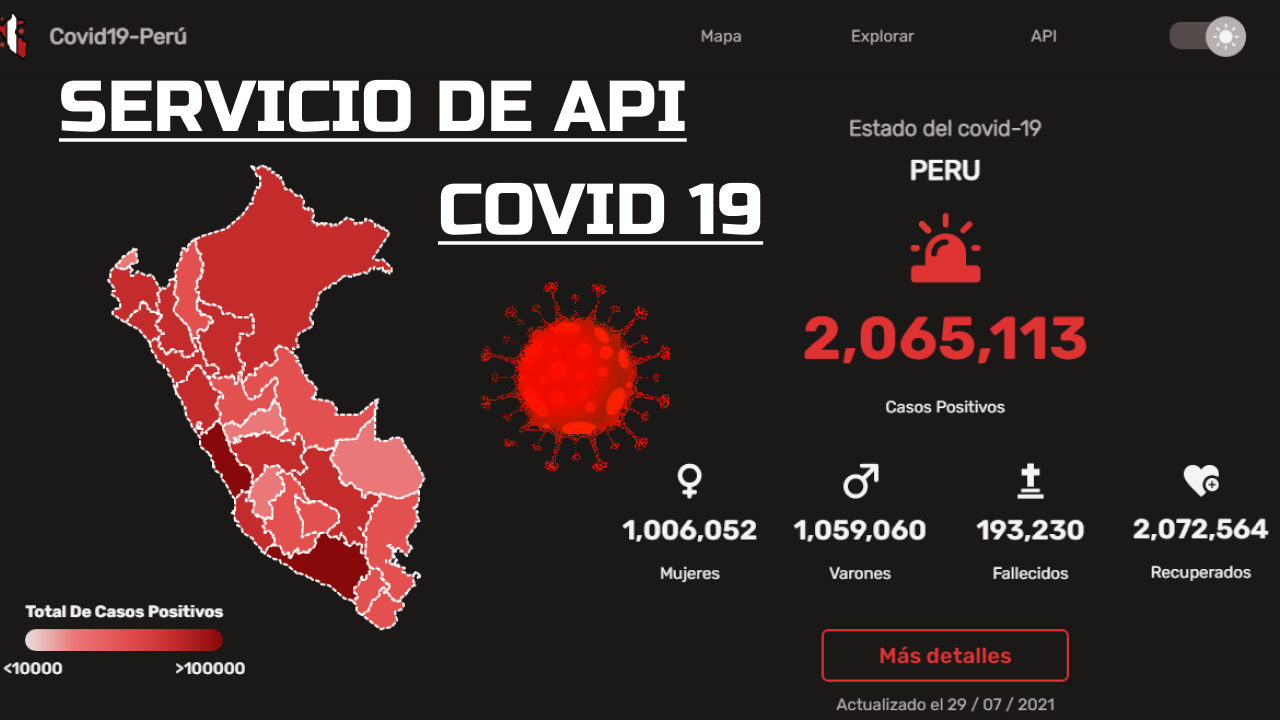 Covid19-Perú
Mapa
Explorar
API
SERVICIO DE API
COVID 19
Estado del covid-19
PERU
2,065,113
Casos Positivos
1,006,052
1,059,060
193,230
2,072,564
Mujeres
Varones
Fallecidos
Recuperados
Total De Casos Positivos
<10000
>100000
Más detalles
Actualizado el 29 / 07 / 2021